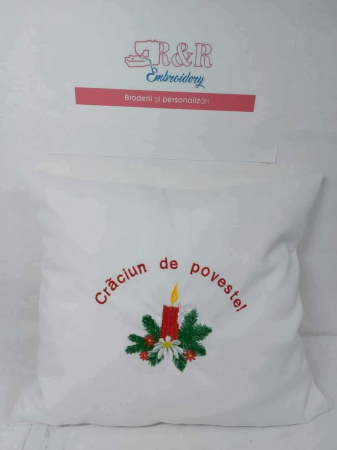 R&R
Embroidery
Broderii și personalizări
Crăciun de poveste!